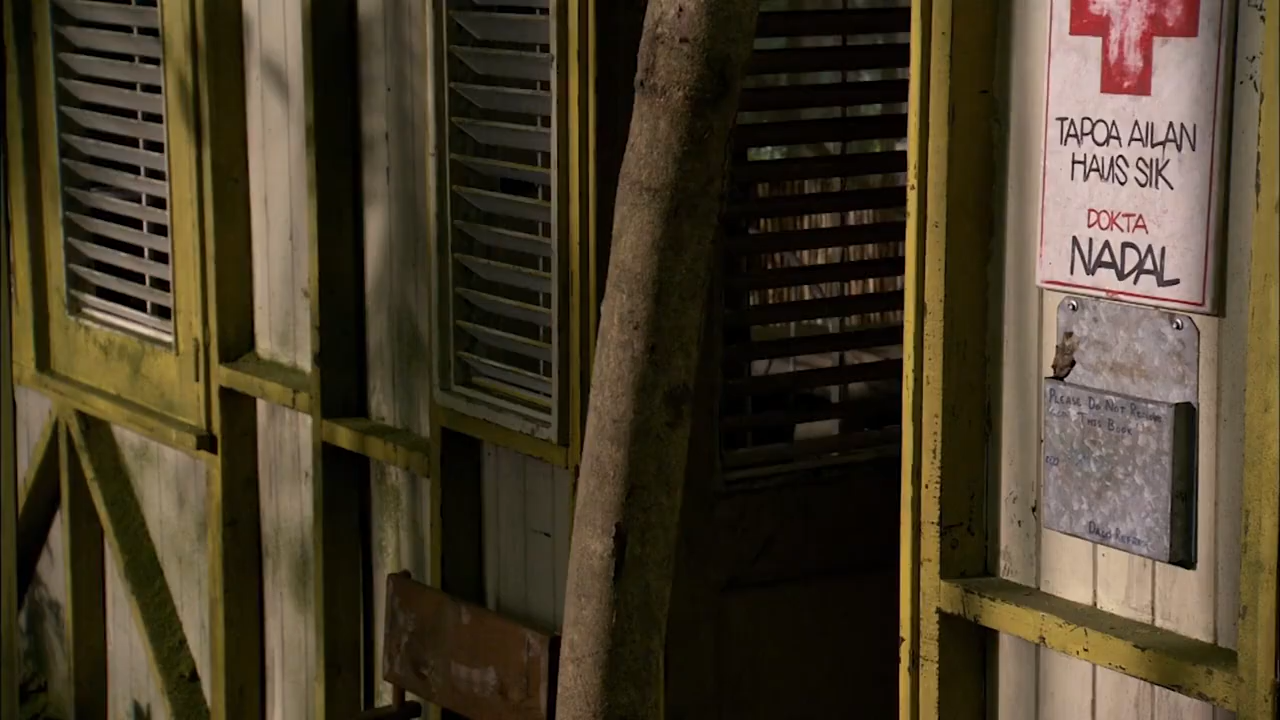 TAPOA AILAN
HAUS SIK
DOKTA
NADAL
PLEASE DO NOT REMOVE
THIS BOOK